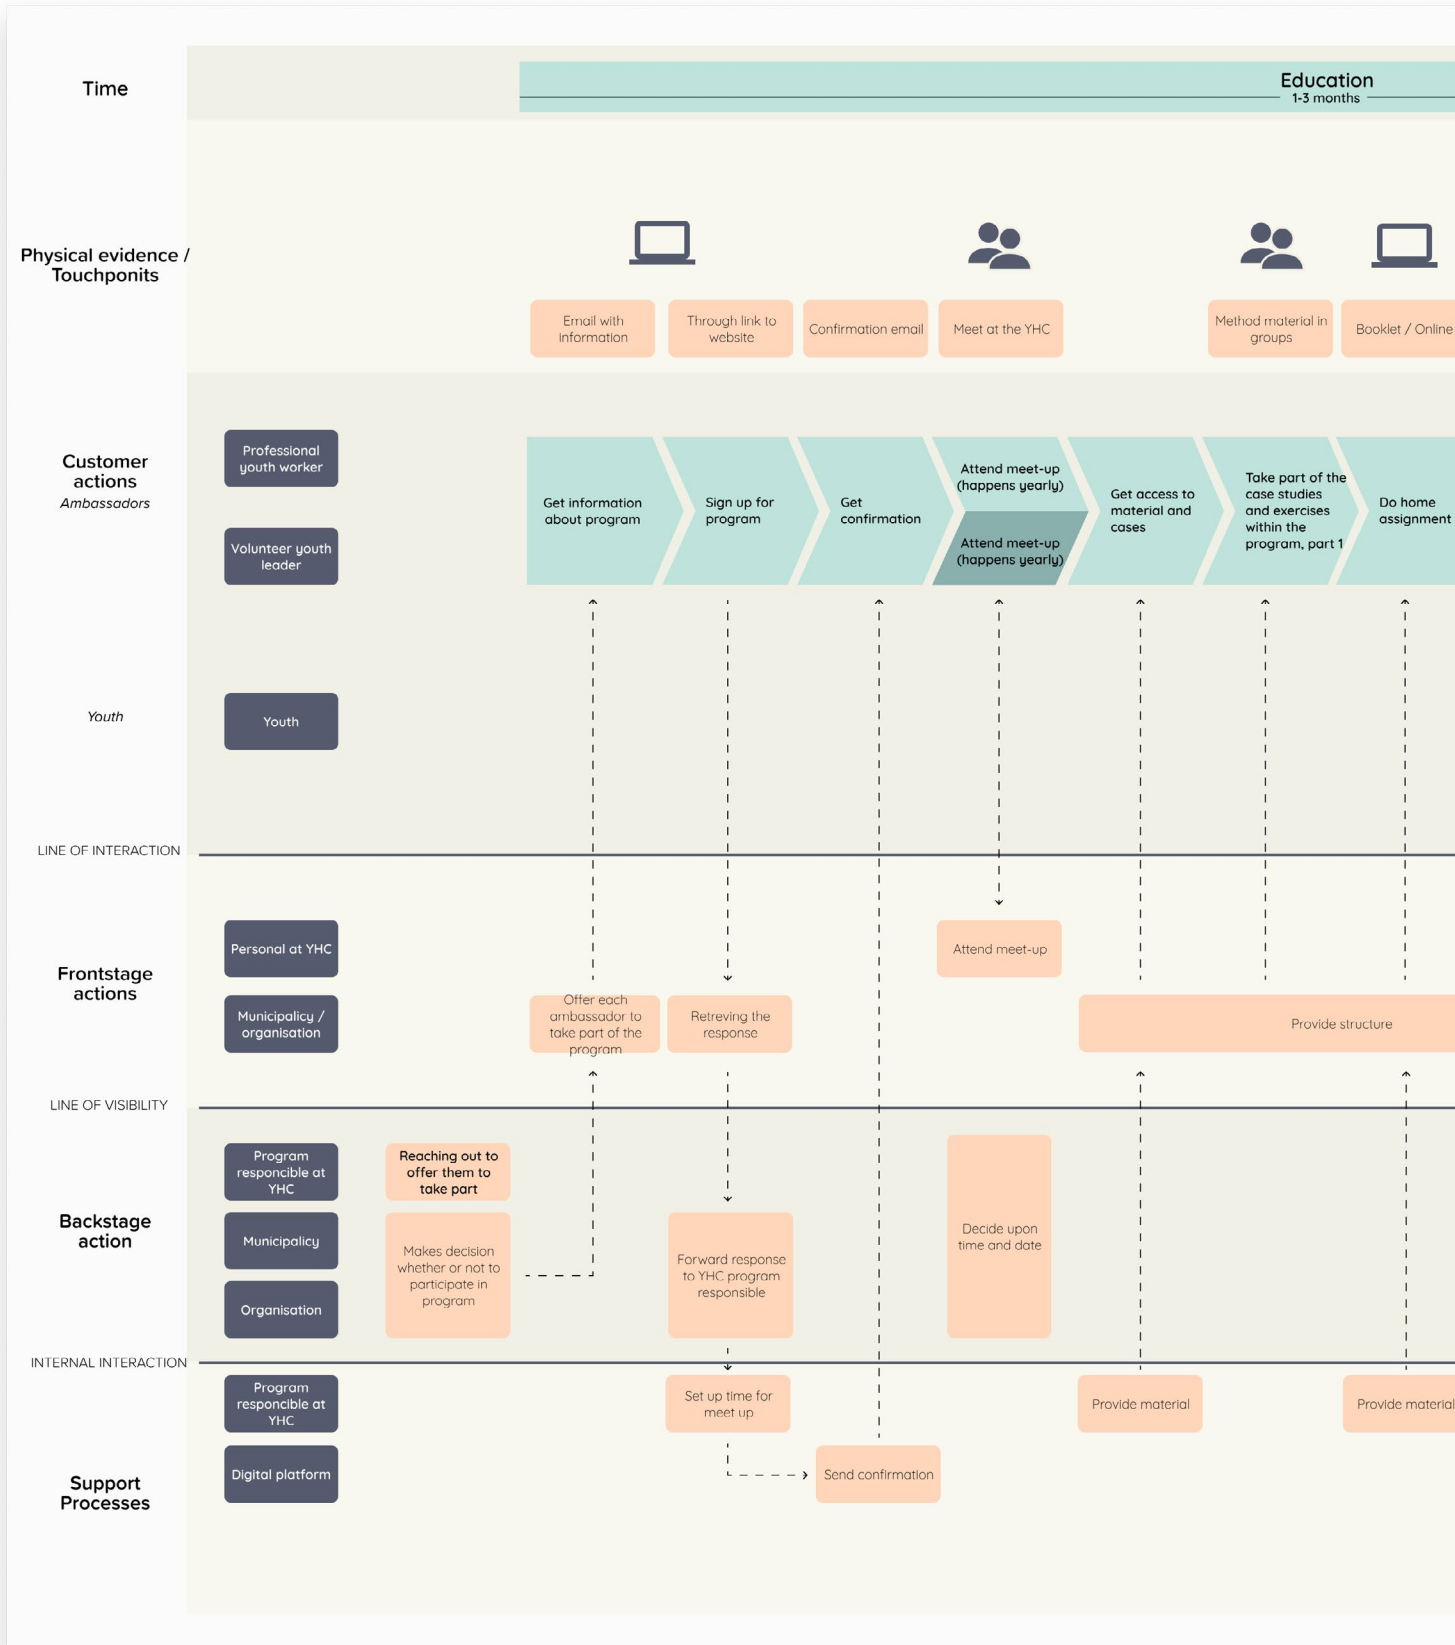 Time
Education
1-3 months
Physical evidence /
Touchponits
Email with
information
Through link to
website
Confirmation email
Meet at the YHC
Method material in
groups
Booklet / Online
Customer
actions
Ambassadors
Professional
youth worker
Volunteer youth
leader
Get information
about program
Sign up for
program
Get
confirmation
Attend meet-up
(happens yearly)
Attend meet-up
(happens yearly)
Get access to
material and
cases
Take part of the
case studies
and exercises
within the
program, part 1
Do home
assignment
Youth
Youth
LINE OF INTERACTION
Frontstage
actions
Personal at YHC
Attend meet-up
Municipalicy /
organisation
Offer each
ambassador to
take part of the
program
Retreving the
response
Provide structure
LINE OF VISIBILITY
Backstage
action
Program
responcible at
YHC
Reaching out to
offer them to
take part
Municipalicy
Organisation
Makes decision
whether or not to
participate in
program
Forward response
to YHC program
responsible
Decide upon
time and date
INTERNAL INTERACTION
Support
Processes
Program
responcible at
YHC
Set up time for
meet up
Provide material
Provide material
Digital platform
Send confirmation